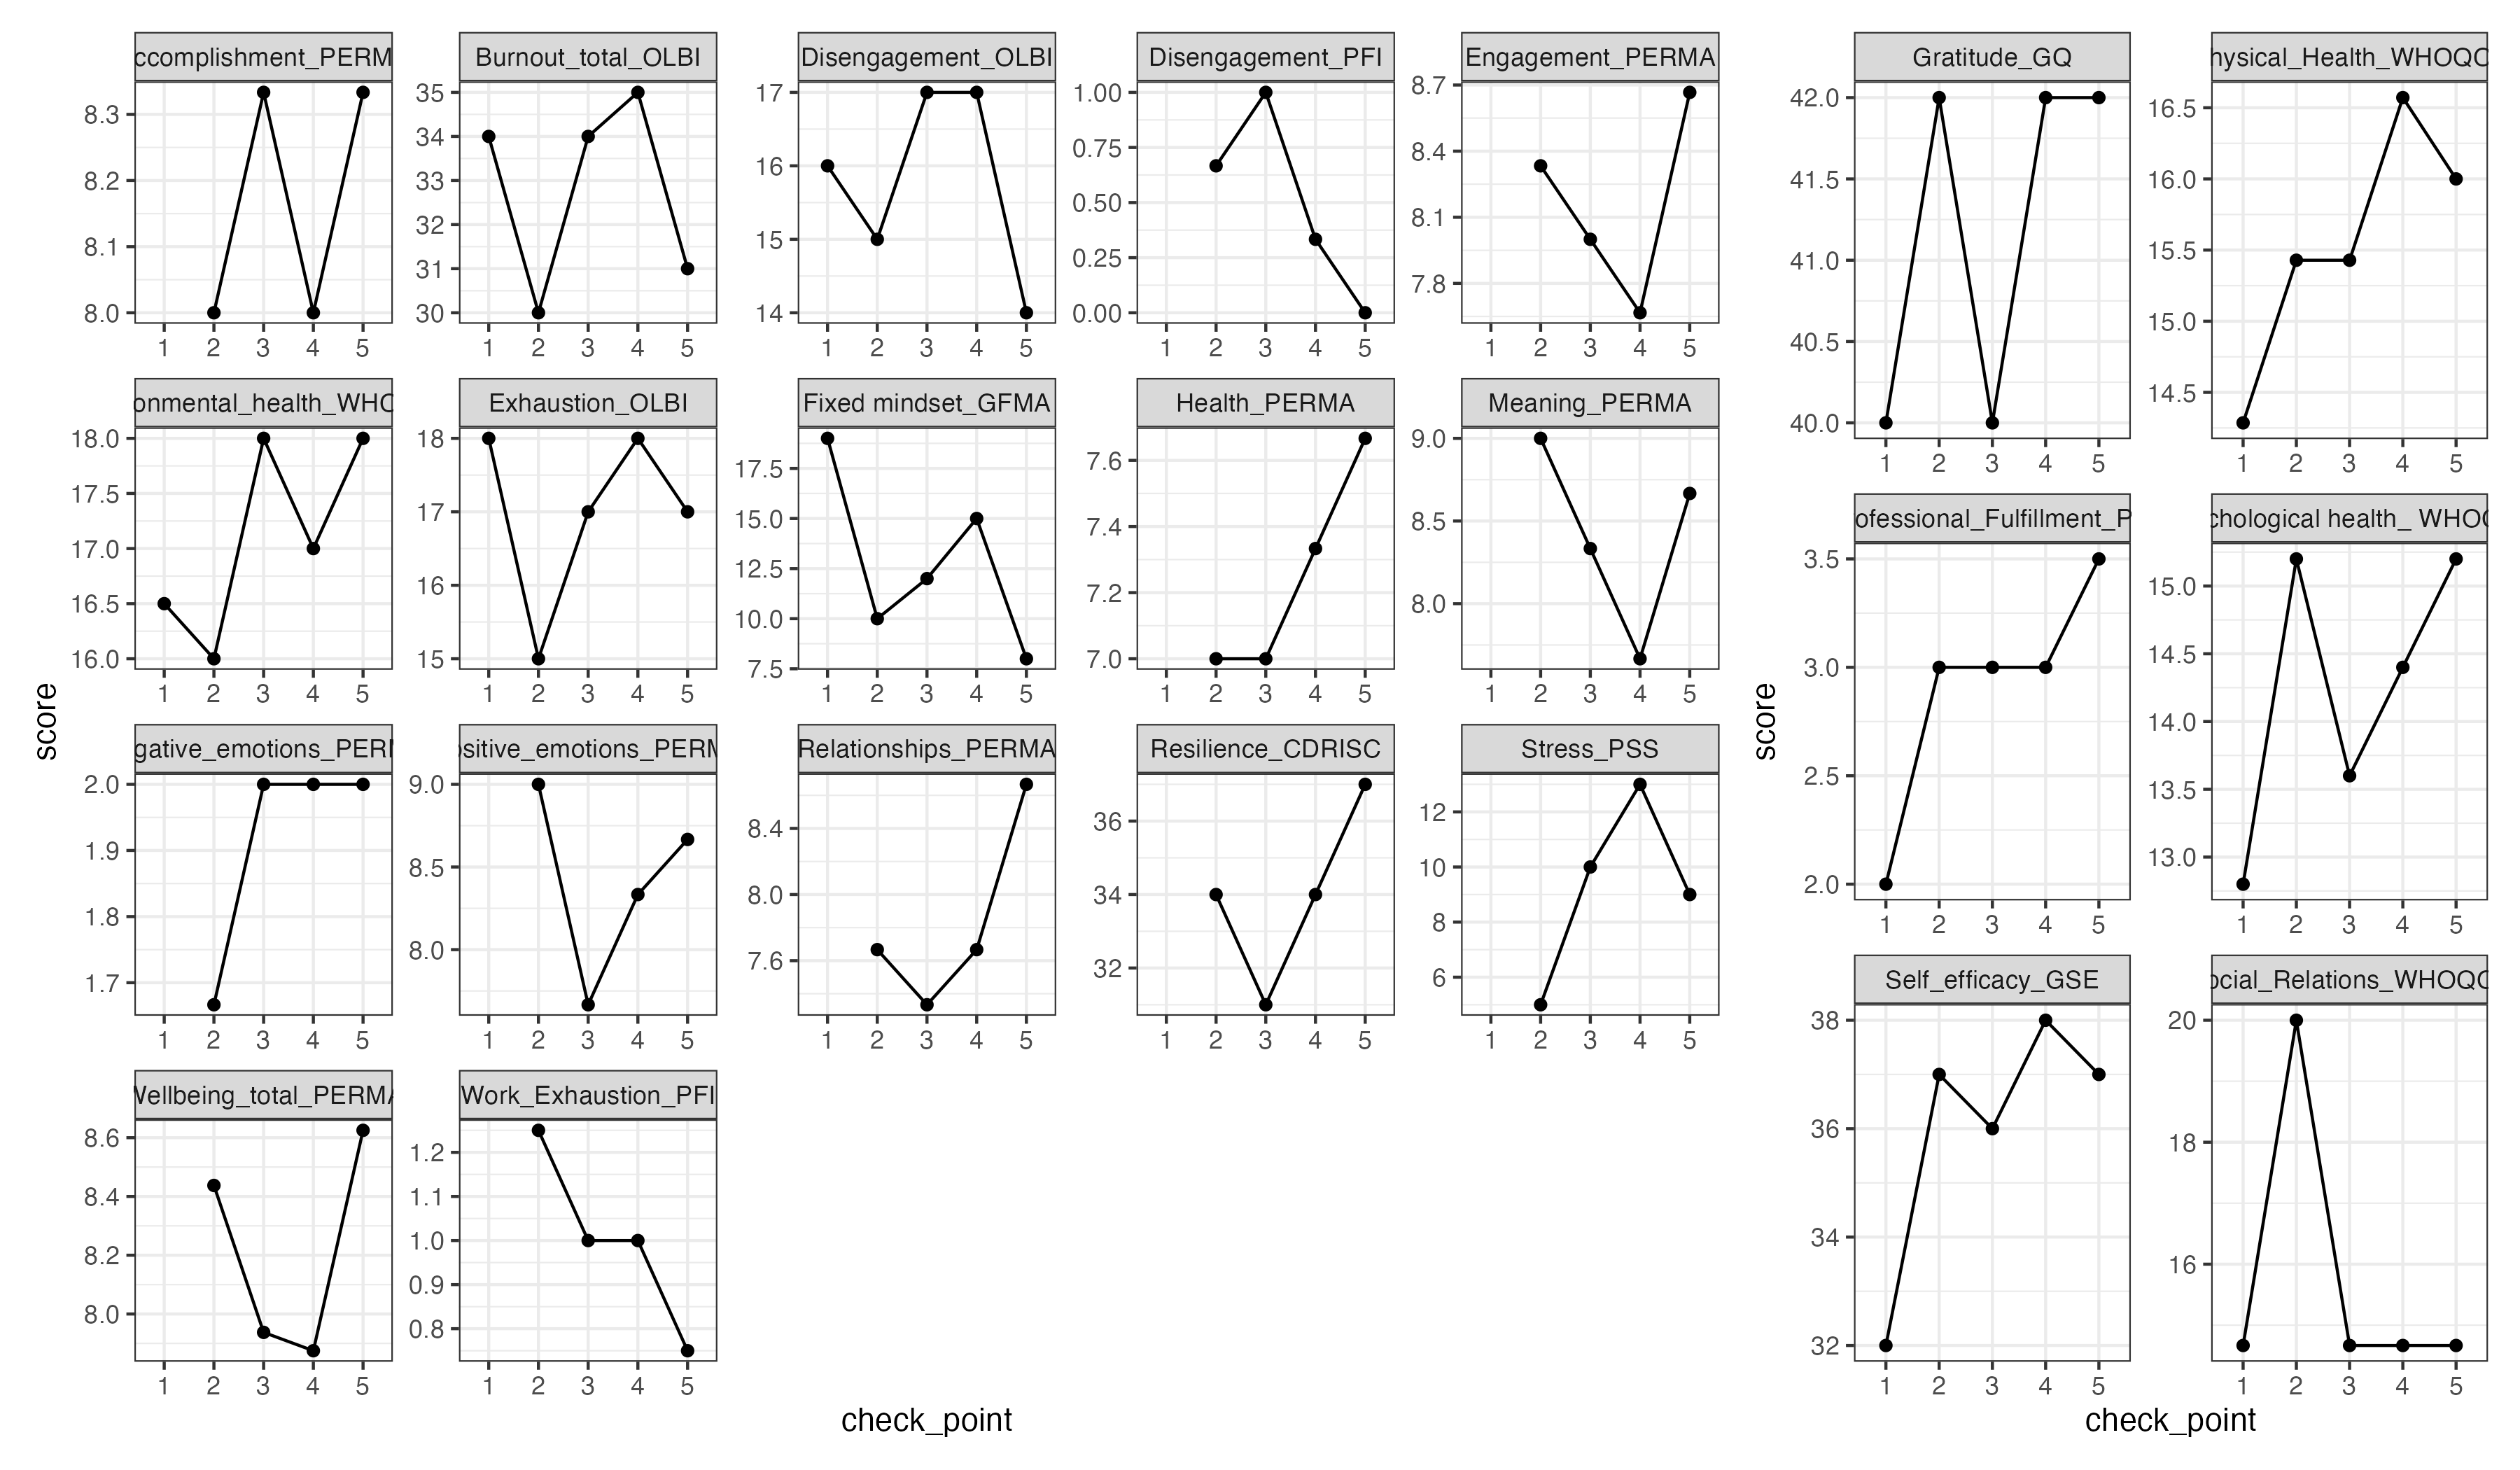 ccomplishment_PERM
8.3
8.2
8.1
8.0
1 2 3 4 5
Burnout_total_OLBI
35
34
33
32
31
30
1 2 3 4 5
Disengagement_OLBI
17
16
15
14
1 2 3 4 5
Disengagement_PFI
1.00
0.75
0.50
0.25
0.00
1 2 3 4 5
Engagement_PERMA
8.7
8.4
8.1
7.8
1 2 3 4 5
onmental_health_WHO
18.0
17.5
17.0
16.5
16.0
1 2 3 4 5
Exhaustion_OLBI
18
17
16
15
1 2 3 4 5
Fixed mindset_GFMA
17.5
15.0
12.5
10.0
7.5
1 2 3 4 5
Health_PERMA
7.6
7.4
7.2
7.0
1 2 3 4 5
Meaning_PERMA
9.0
8.5
8.0
1 2 3 4 5
score
gative_emotions_PERM
2.0
1.9
1.8
1.7
1 2 3 4 5
ositive_emotions_PERM
9.0
8.5
8.0
1 2 3 4 5
Relationships_PERMA
8.4
8.0
7.6
1 2 3 4 5
Resilience_CDRISC
36
34
32
1 2 3 4 5
Stress_PSS
12
10
8
6
1 2 3 4 5
Wellbeing_total_PERMA
8.6
8.4
8.2
8.0
1 2 3 4 5
Work_Exhaustion_PFI
1.2
1.1
1.0
0.9
0.8
1 2 3 4 5
check_point
Gratitude_GQ
42.0
41.5
41.0
40.5
40.0
1 2 3 4 5
hysical_Health_WHOQO
16.5
16.0
15.5
15.0
14.5
1 2 3 4 5
score
ofessional_Fulfillment_P
3.5
3.0
2.5
2.0
1 2 3 4 5
chological health_ WHOQ
15.0
14.5
14.0
13.5
13.0
1 2 3 4 5
Self_efficacy_GSE
38
36
34
32
1 2 3 4 5
ocial_Relations_WHOQO
20
18
16
1 2 3 4 5
check_point